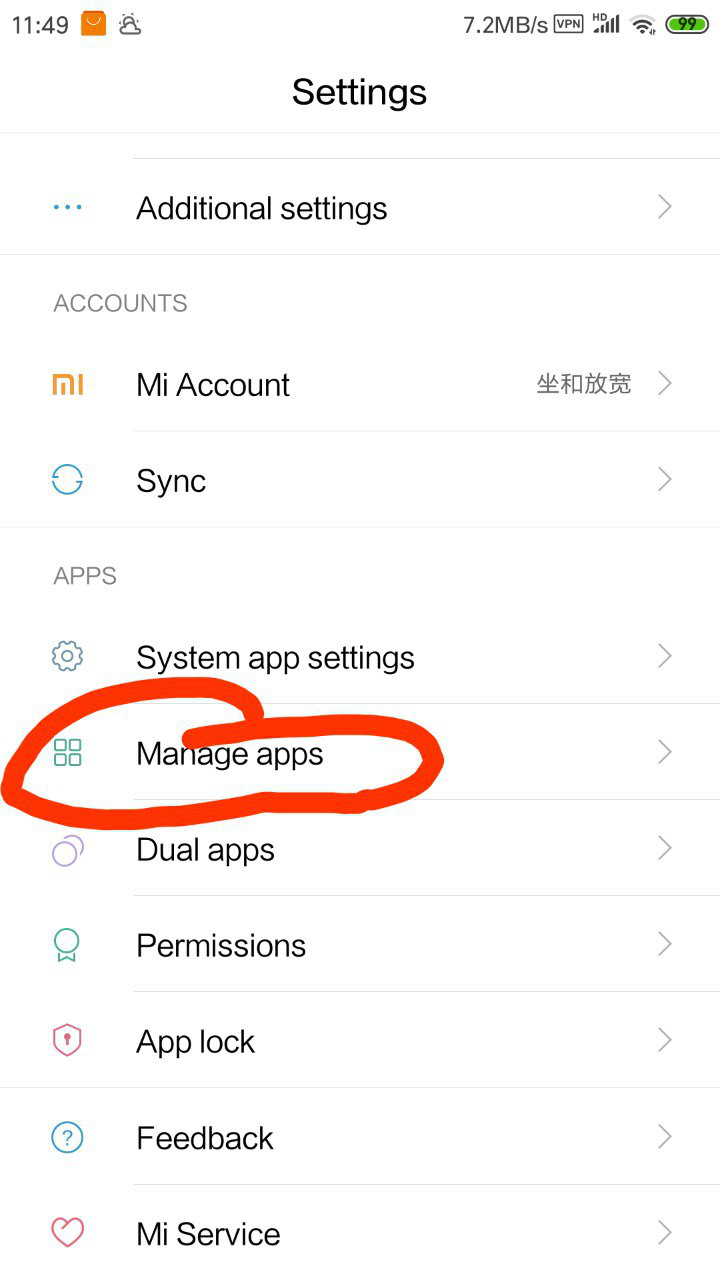 11:49 7.2MB/s VPN HD 99
Settings
Additional settings
ACCOUNTS
Mi Account 坐和放宽
Sync
APPS
System app settings
Manage apps
Dual apps
Permissions
App lock
Feedback
Mi Service